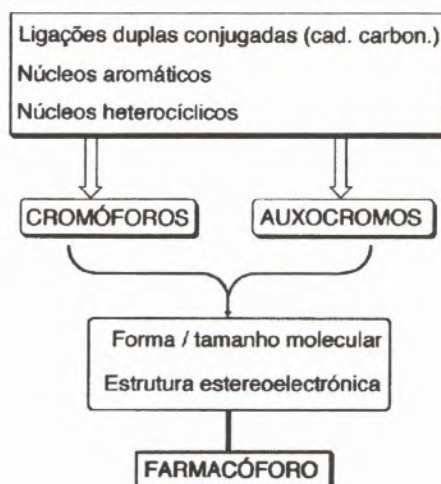 Ligações duplas conjugadas (cad. carbon.)
Núcleos aromáticos
Núcleos heterocíclicos
CROMÓFOROS
AUXOCROMOS
Forma / tamanho molecular
Estrutura estereoelectrónica
FARMACÓFORO